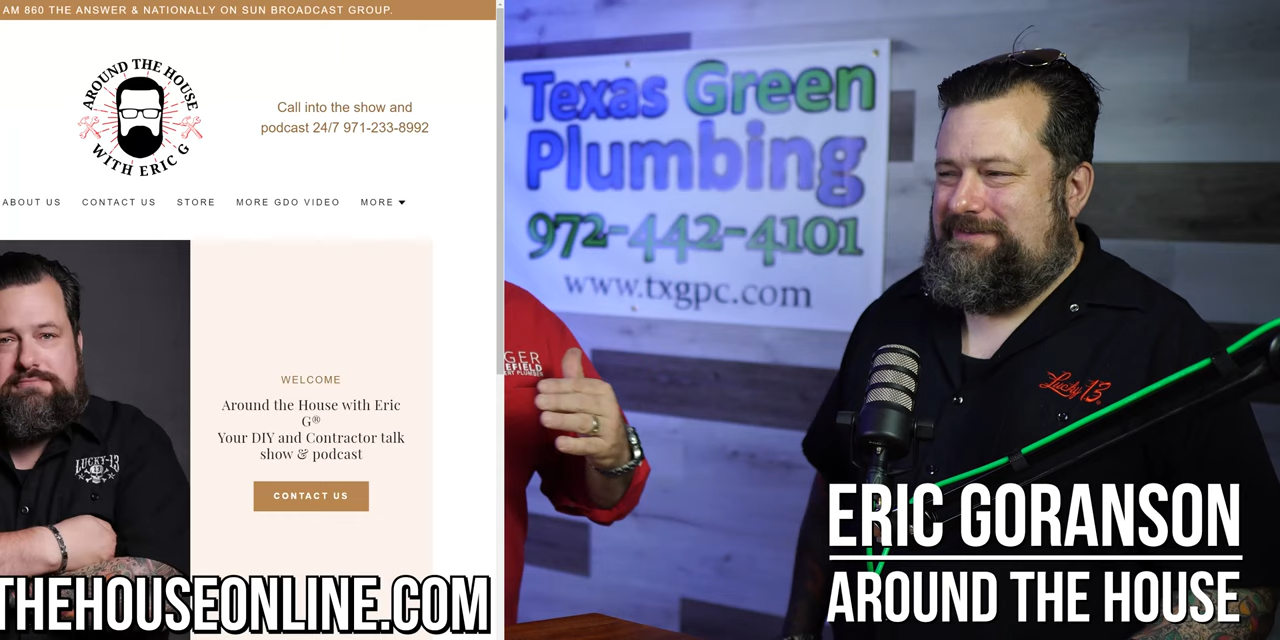 AM 860 THE ANSWER & NATIONALLY ON SUN BROADCAST GROUP.
AROUND THE HOUSE
WITH ERIC G
Call into the show and
podcast 24/7 971-233-8992
ABOUT US CONTACT US STORE MORE GDO VIDEO MORE
WELCOME
Around the House with Eric
G®
Your DIY and Contractor talk
show & podcast
CONTACT US
LUCKY-13
THEHOUSEONLINE.COM
Texas Green
Plumbing
972-442-4101
www.txgpc.com
Lucky 13
ERIC GORANSON
AROUND THE HOUSE